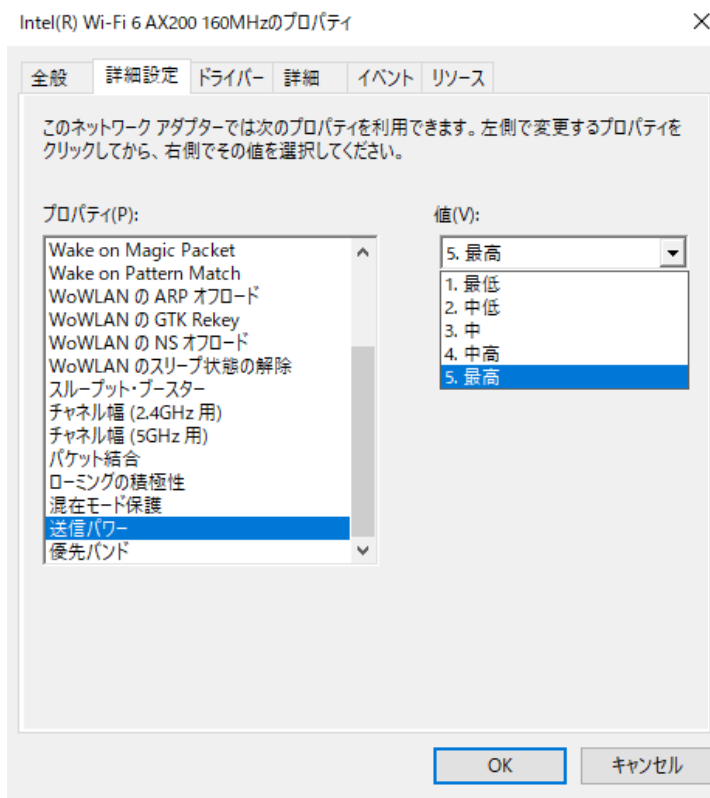 Intel(R) Wi-Fi 6 AX200 160MHzのプロパティ
全般 詳細設定 ドライバー 詳細 イベント リソース
このネットワーク アダプターでは次のプロパティを利用できます。左側で変更するプロパティを
クリックしてから、右側でその値を選択してください。
プロパティ(P):
Wake on Magic Packet
Wake on Pattern Match
WoWLAN の ARP オフロード
WoWLAN の GTK Rekey
WoWLAN の NS オフロード
WoWLAN のスリープ状態の解除
スループット・ブースター
チャネル幅 (2.4GHz 用)
チャネル幅 (5GHz 用)
パケット結合
ローミングの積極性
混在モード保護
送信パワー
優先バンド
値(V):
5. 最高
1. 最低
2. 中低
3. 中
4. 中高
5. 最高
OK キャンセル